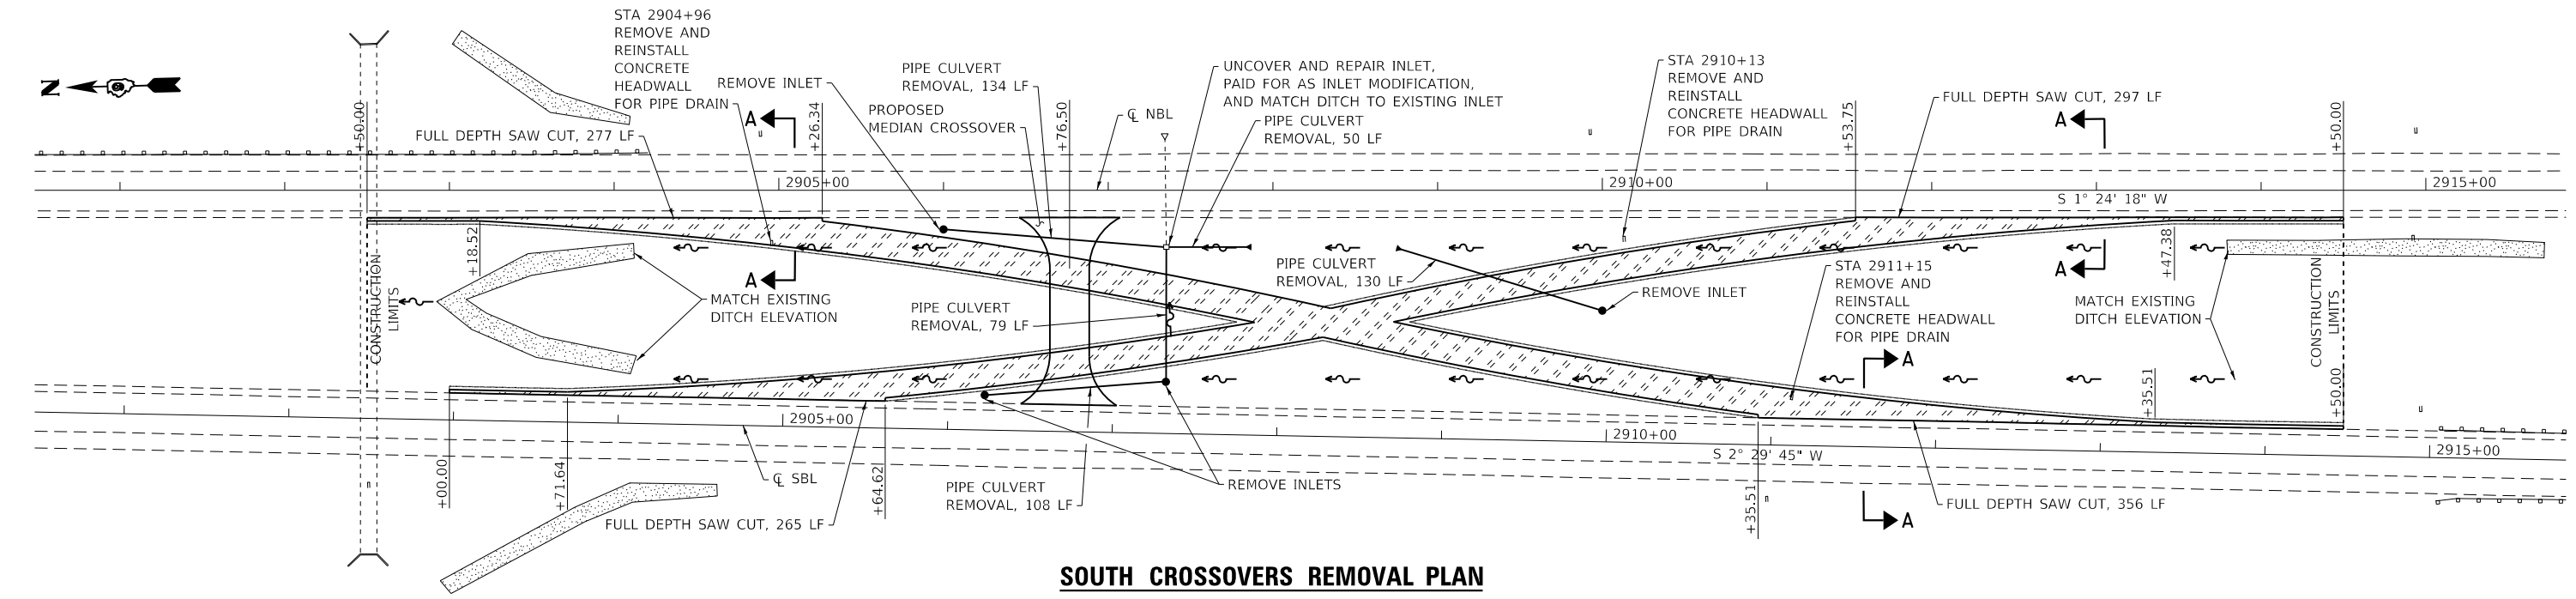 STA 2904+96
REMOVE AND
REINSTALL
CONCRETE
HEADWALL
FOR PIPE DRAIN
REMOVE INLET
PIPE CULVERT
REMOVAL, 134 LF
PROPOSED
MEDIAN CROSSOVER
UNCOVER AND REPAIR INLET,
PAID FOR AS INLET MODIFICATION,
AND MATCH DITCH TO EXISTING INLET
PIPE CULVERT
REMOVAL, 50 LF
STA 2910+13
REMOVE AND
REINSTALL
CONCRETE HEADWALL
FOR PIPE DRAIN
FULL DEPTH SAW CUT, 297 LF
N
FULL DEPTH SAW CUT, 277 LF
A
A
+50.00
+26.34
+76.50
℄ NBL
+53.75
+50.00
2905+00
2910+00
2915+00
S 1° 24' 18" W
+18.52
CONSTRUCTION
LIMITS
A
MATCH EXISTING
DITCH ELEVATION
PIPE CULVERT
REMOVAL, 79 LF
PIPE CULVERT
REMOVAL, 130 LF
REMOVE INLET
STA 2911+15
REMOVE AND
REINSTALL
CONCRETE HEADWALL
FOR PIPE DRAIN
A
+47.38
MATCH EXISTING
DITCH ELEVATION
CONSTRUCTION
LIMITS
A
+35.51
+50.00
2905+00
2910+00
2915+00
S 2° 29' 45" W
+00.00
+71.64
℄ SBL
+64.62
PIPE CULVERT
REMOVAL, 108 LF
REMOVE INLETS
+35.51
FULL DEPTH SAW CUT, 356 LF
A
FULL DEPTH SAW CUT, 265 LF
SOUTH CROSSOVERS REMOVAL PLAN